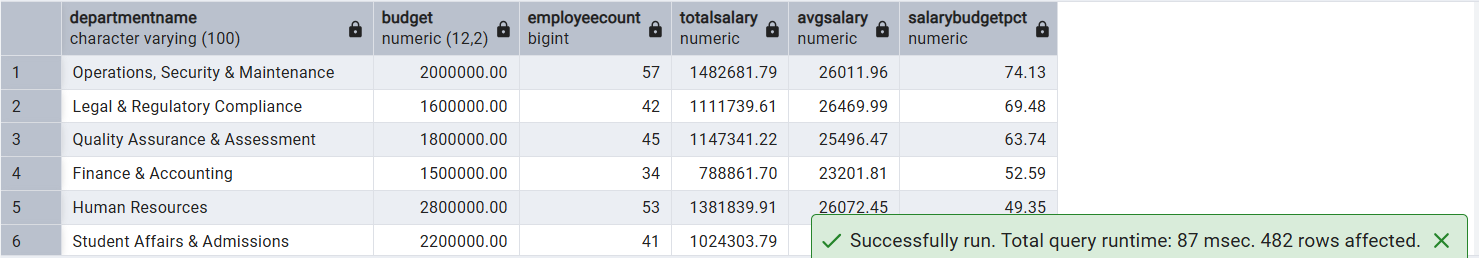 departmentname budget employeecount totalsalary avgsalary salarybudgetpct
character varying (100) numeric (12,2) bigint numeric numeric numeric
1 Operations, Security & Maintenance 2000000.00 57 1482681.79 26011.96 74.13
2 Legal & Regulatory Compliance 1600000.00 42 1111739.61 26469.99 69.48
3 Quality Assurance & Assessment 1800000.00 45 1147341.22 25496.47 63.74
4 Finance & Accounting 1500000.00 34 788861.70 23201.81 52.59
5 Human Resources 2800000.00 53 1381839.91 26072.45 49.35
6 Student Affairs & Admissions 2200000.00 41 1024303.79
Successfully run. Total query runtime: 87 msec. 482 rows affected.